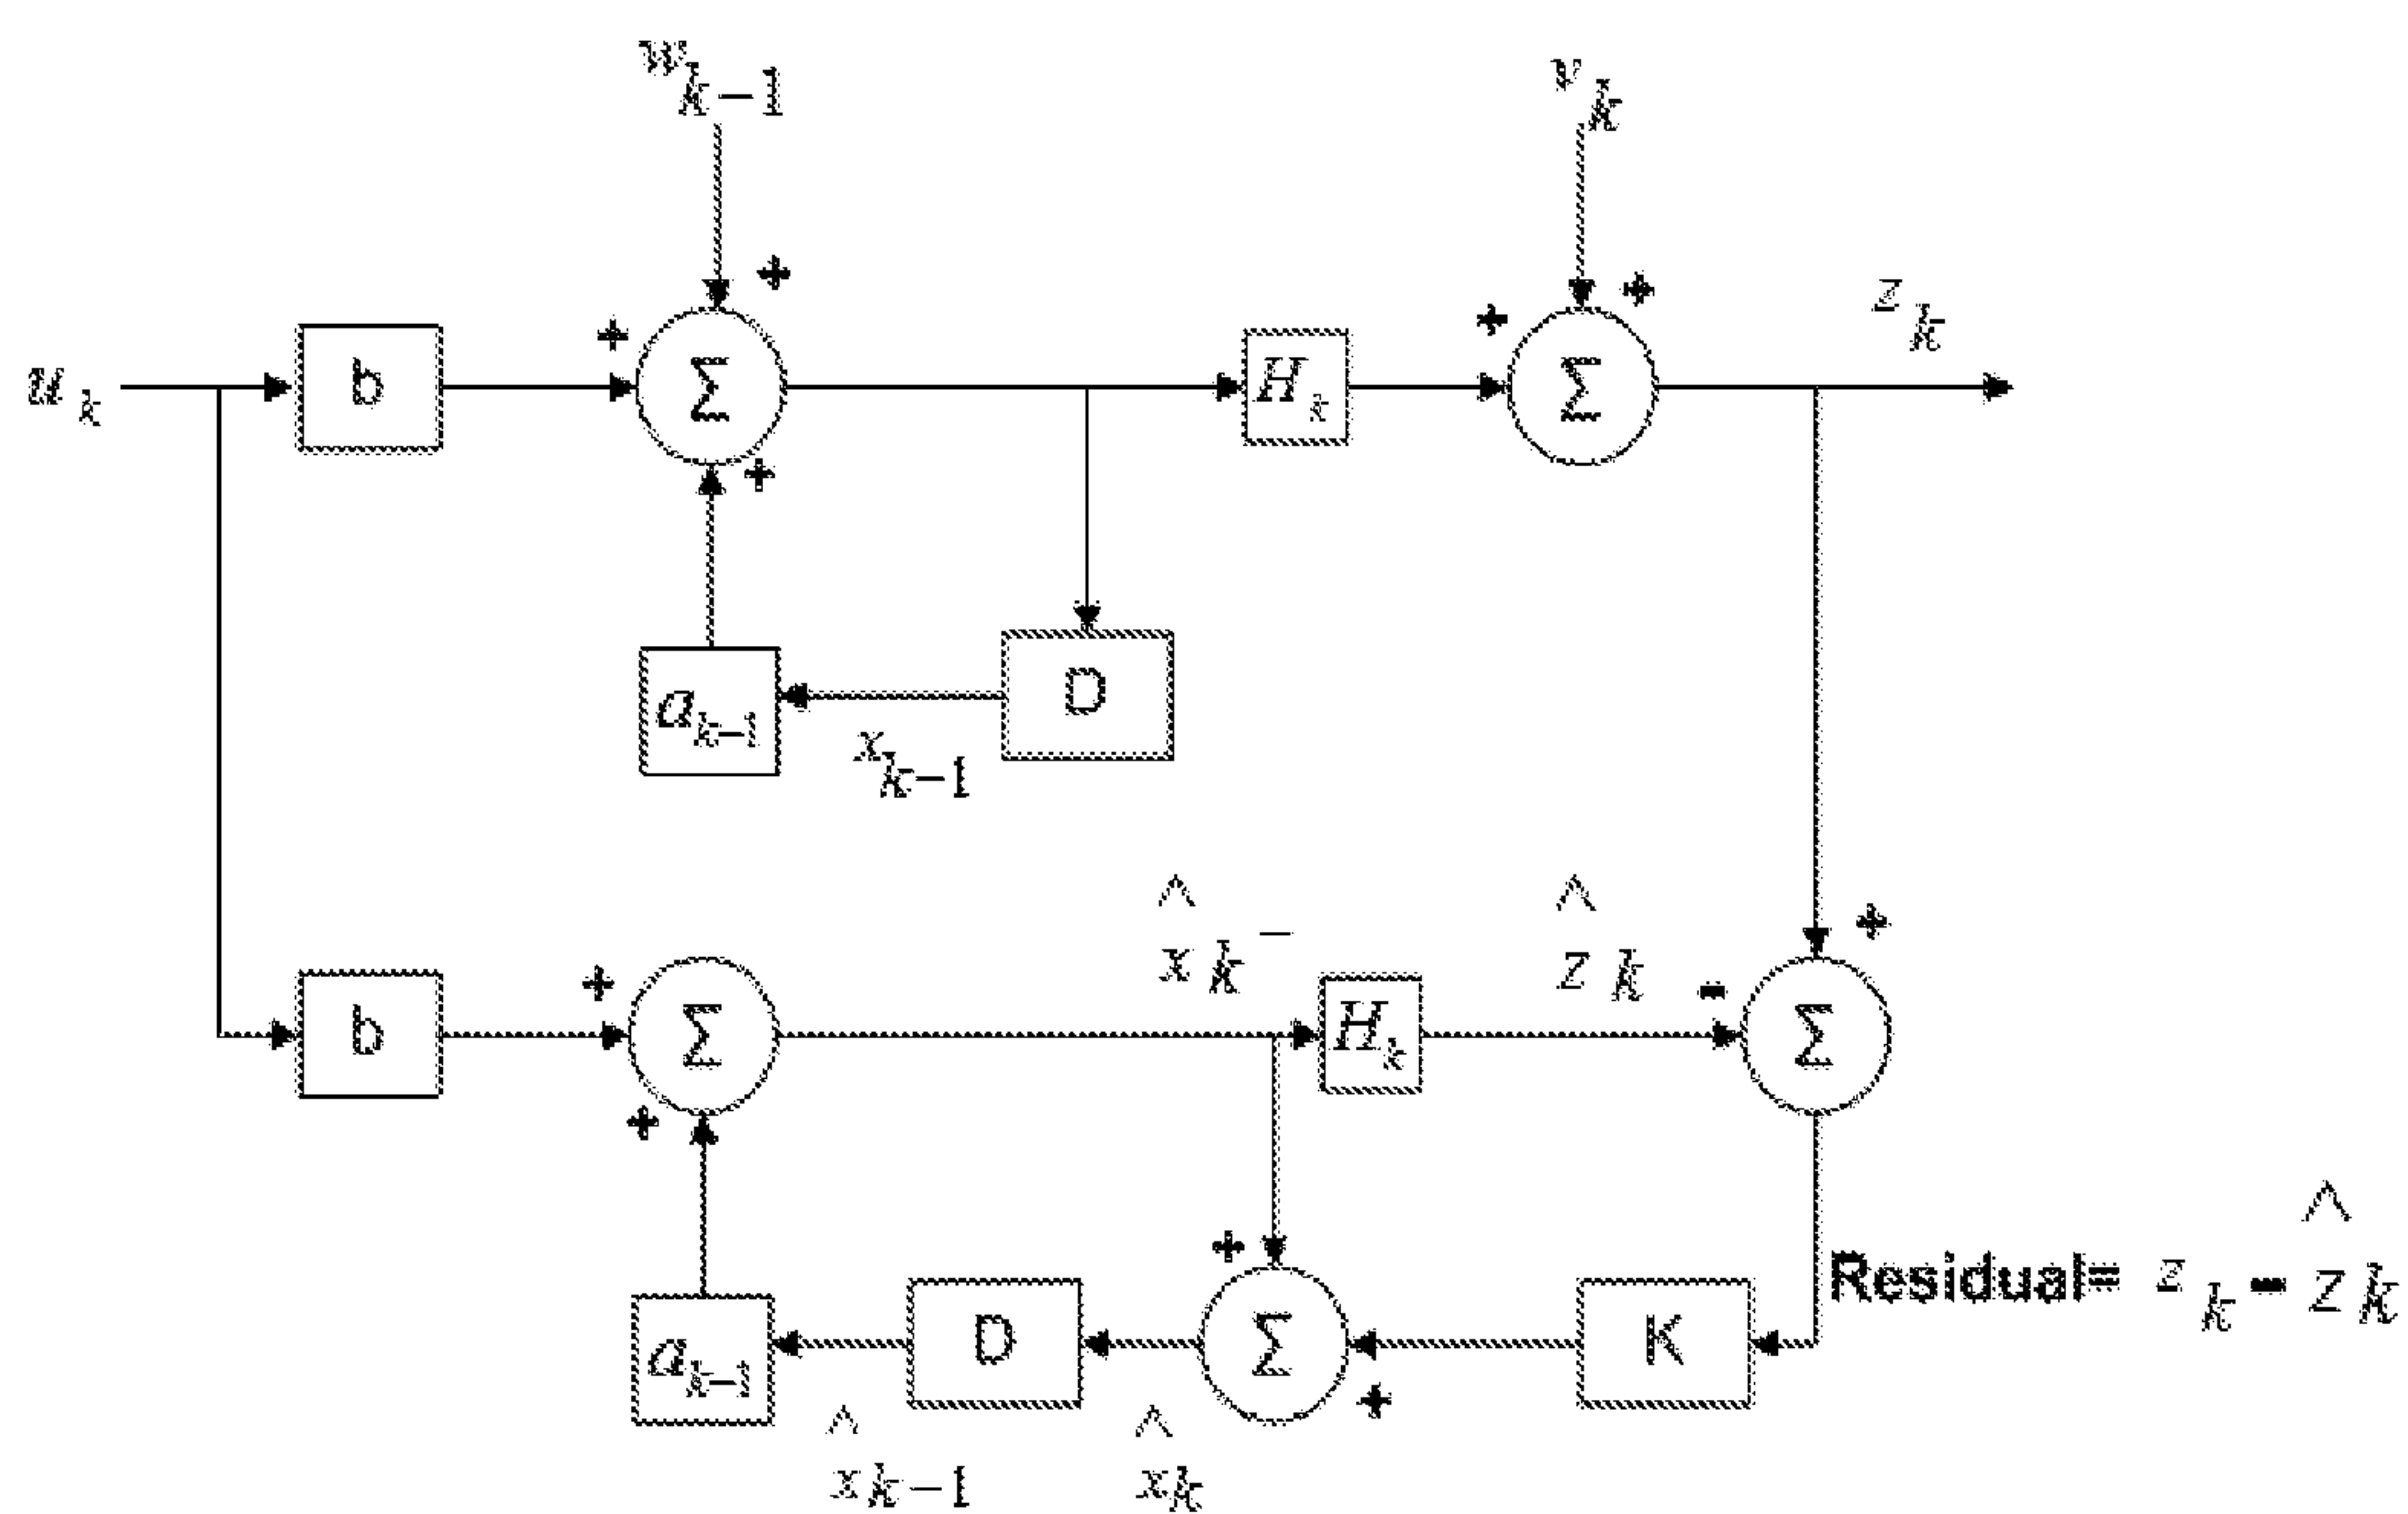 w k−1
v k
+ +
+ + z k
u k b Σ H k Σ
+
a k−1 D
x k−1
^ ^
x k − z k + −
+
b Σ H k Σ
+
^
+ Residual= z k − z k
a k−1 D Σ K
+
^ ^
x k−1 x k